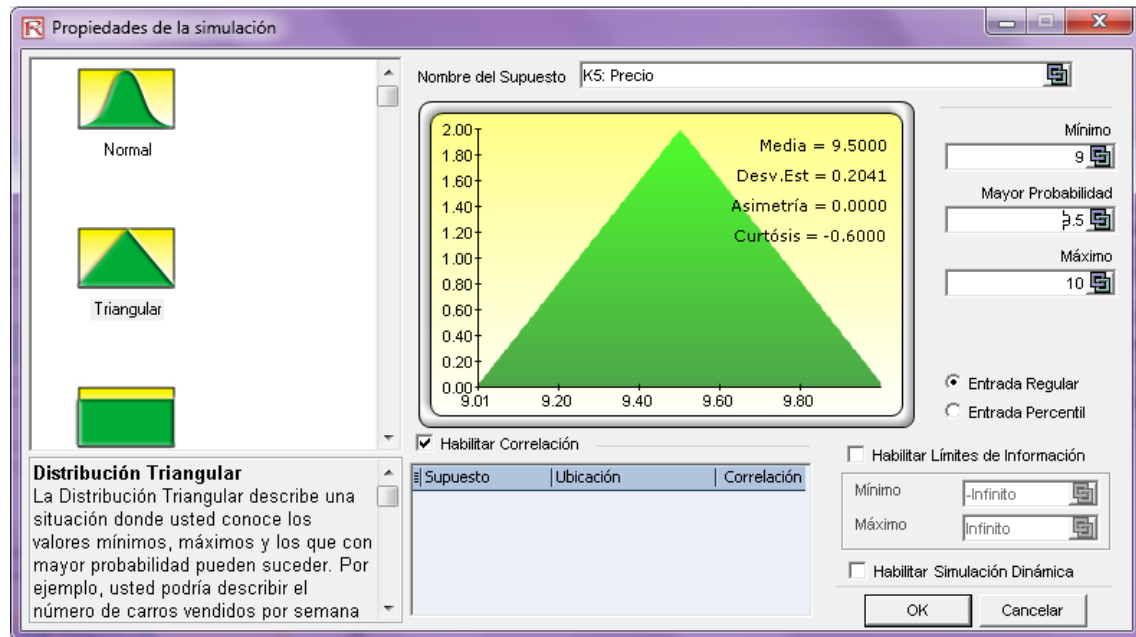 Propiedades de la simulación
Normal
Triangular
Distribución Triangular
La Distribución Triangular describe una
situación donde usted conoce los
valores mínimos, máximos y los que con
mayor probabilidad pueden suceder. Por
ejemplo, usted podría describir el
número de carros vendidos por semana
Nombre del Supuesto K5: Precio
2.00
1.80
1.60
1.40
1.20
1.00
0.80
0.60
0.40
0.20
0.00
9.01 9.20 9.40 9.60 9.80
Media = 9.5000
Desv.Est = 0.2041
Asimetría = 0.0000
Curtósis = -0.6000
Mínimo
9
Mayor Probabilidad
9.5
Máximo
10
Entrada Regular
Entrada Percentil
Habilitar Correlación
Supuesto Ubicación Correlación
Habilitar Límites de Información
Mínimo -Infinito
Máximo Infinito
Habilitar Simulación Dinámica
OK Cancelar